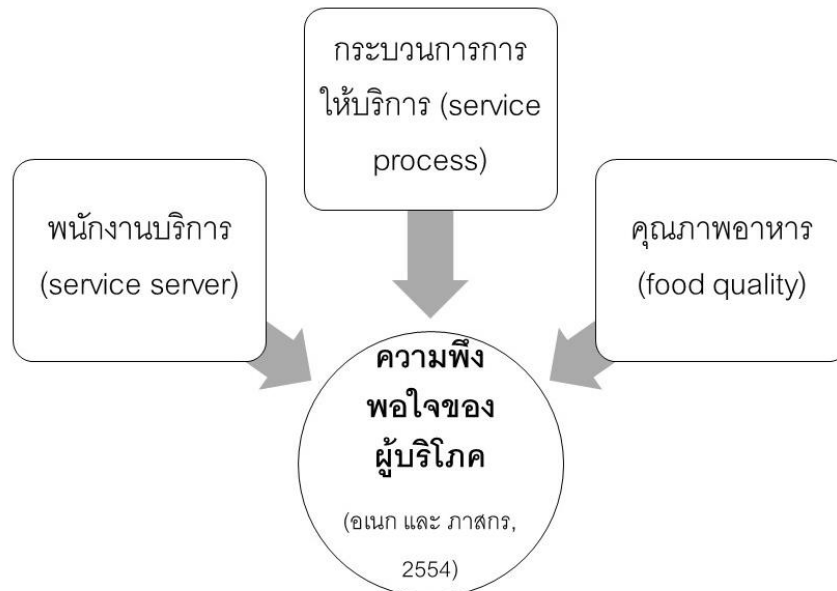 กระบวนการการ
ให้บริการ (service
process)
พนักงานบริการ
(service server)
คุณภาพอาหาร
(food quality)
ความพึง
พอใจของ
ผู้บริโภค
(อเนก และ ภาสกร,
2554)